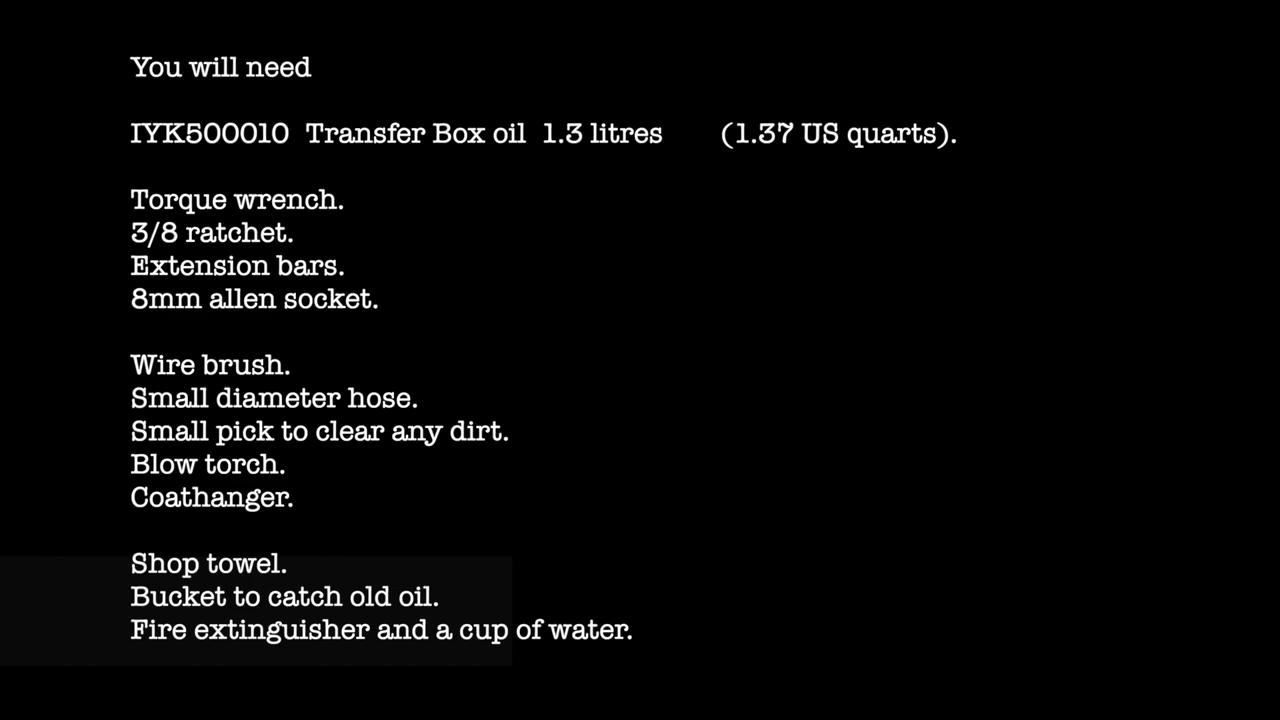 You will need
IYK500010 Transfer Box oil 1.3 litres (1.37 US quarts).
Torque wrench.
3/8 ratchet.
Extension bars.
8mm allen socket.
Wire brush.
Small diameter hose.
Small pick to clear any dirt.
Blow torch.
Coathanger.
Shop towel.
Bucket to catch old oil.
Fire extinguisher and a cup of water.